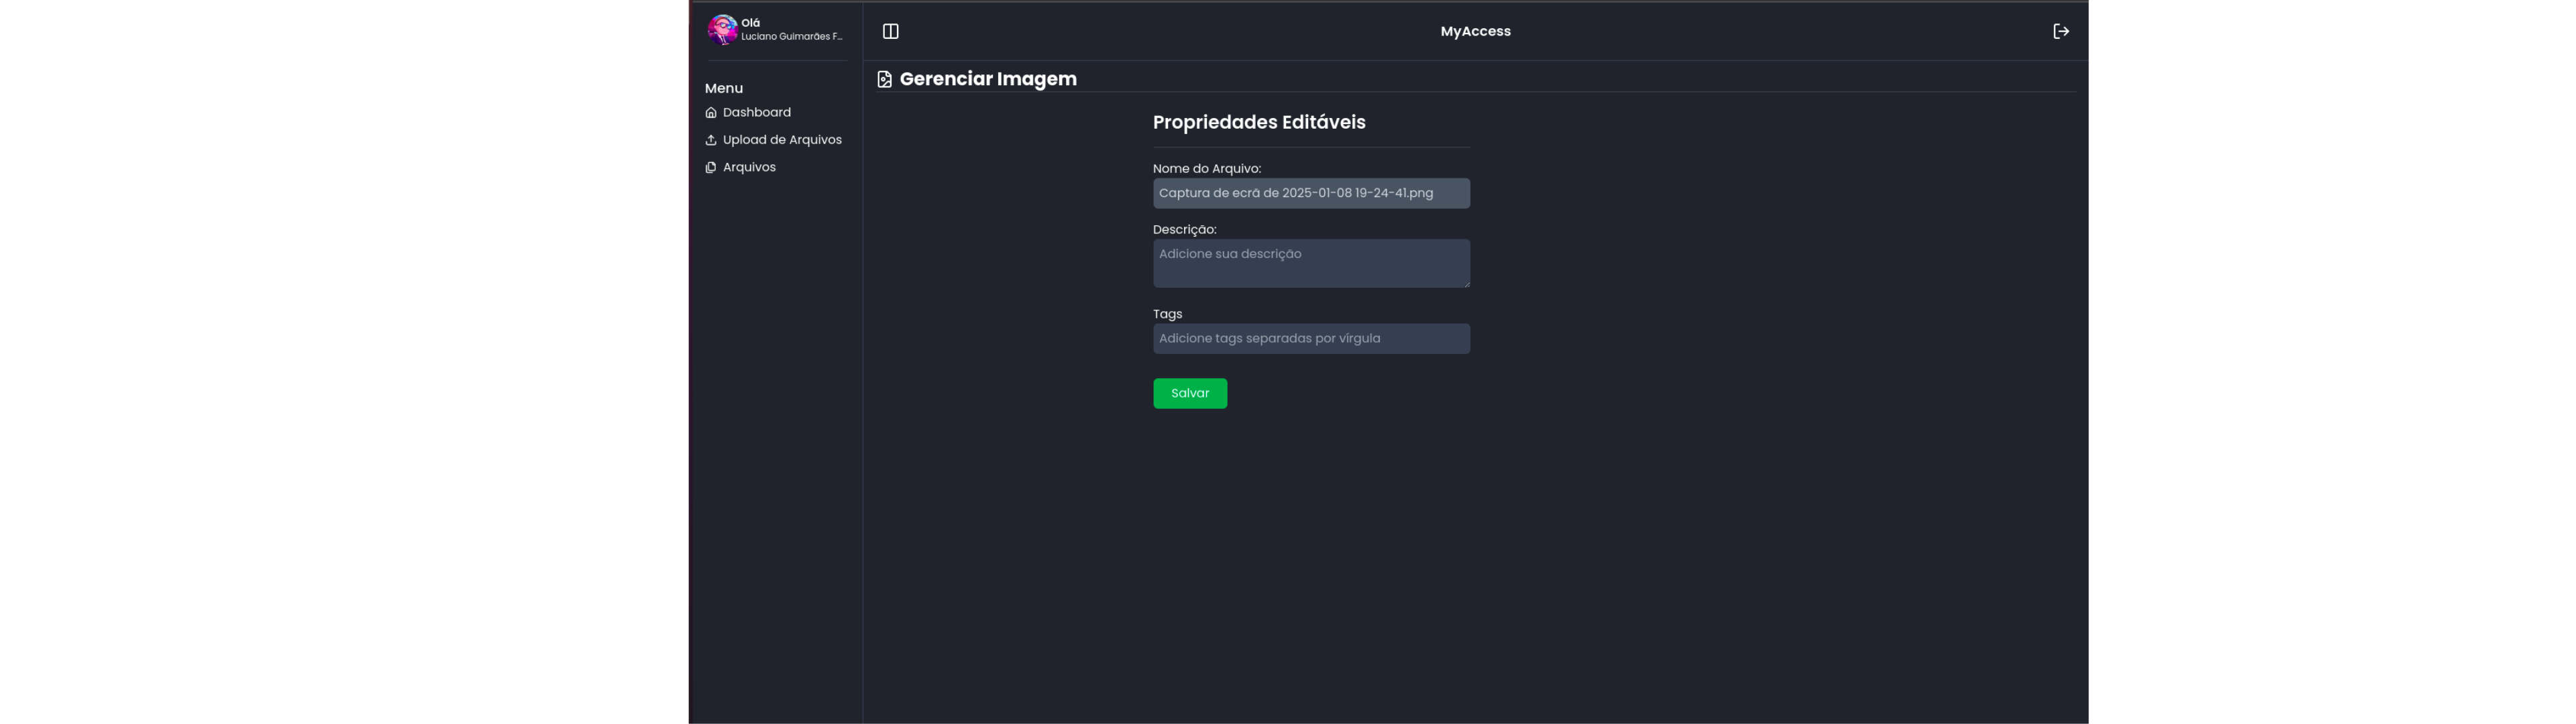 Olá
Luciano Guimarães F...
Menu
Dashboard
Upload de Arquivos
Arquivos
MyAccess
Gerenciar Imagem
Propriedades Editáveis
Nome do Arquivo:
Captura de ecrã de 2025-01-08 19-24-41.png
Descrição:
Adicione sua descrição
Tags
Adicione tags separadas por vírgula
Salvar